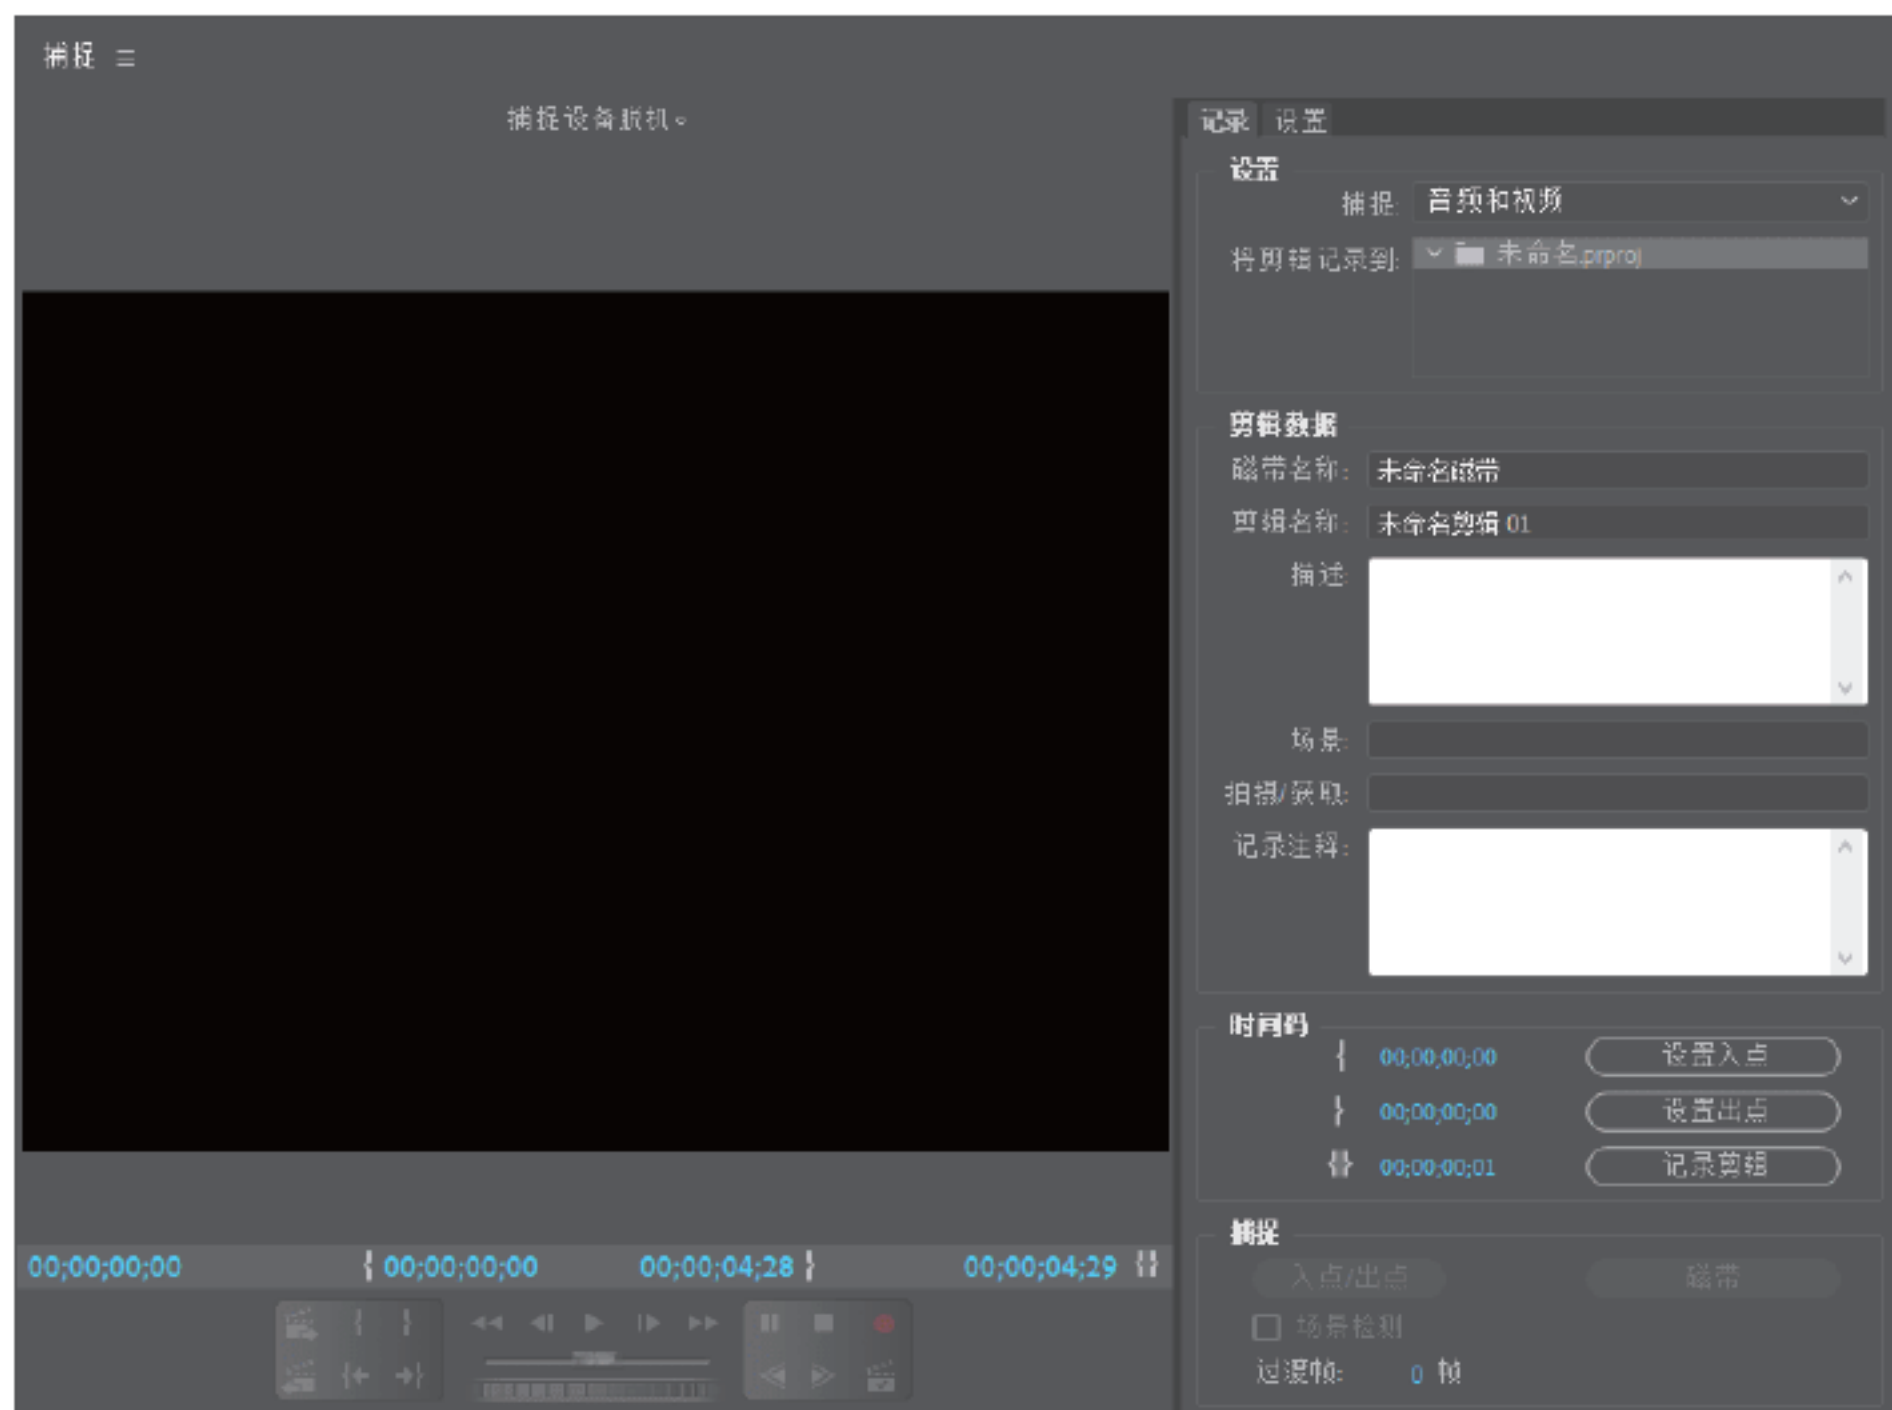 捕捉
捕捉设备脱机。
记录 设置
设置
捕捉: 音频和视频
将剪辑记录到: 未命名.prproj
剪辑数据
磁带名称: 未命名磁带
剪辑名称: 未命名剪辑 01
描述:
场景:
拍摄/获取:
记录注释:
时间码
{ 00;00;00;00 设置入点
} 00;00;00;00 设置出点
{} 00;00;00;01 记录剪辑
捕捉
入点/出点 磁带
场景检测
过渡帧: 0 帧
00;00;00;00 { 00;00;00;00 00;00;04;28 } 00;00;04;29 {}